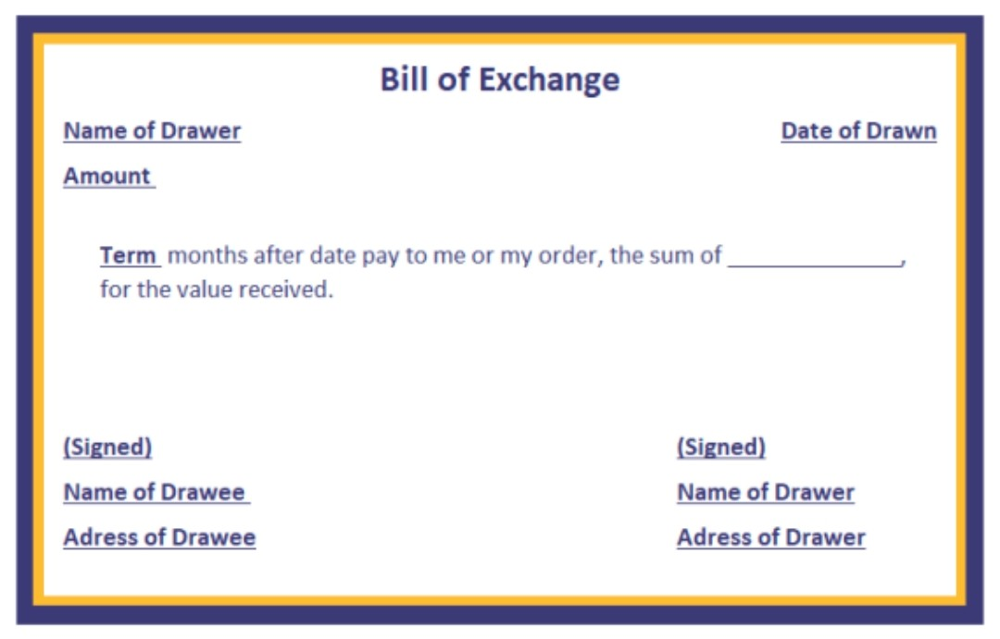 Bill of Exchange
Name of Drawer Date of Drawn
Amount
Term months after date pay to me or my order, the sum of ______________,
for the value received.
(Signed) (Signed)
Name of Drawee Name of Drawer
Adress of Drawee Adress of Drawer